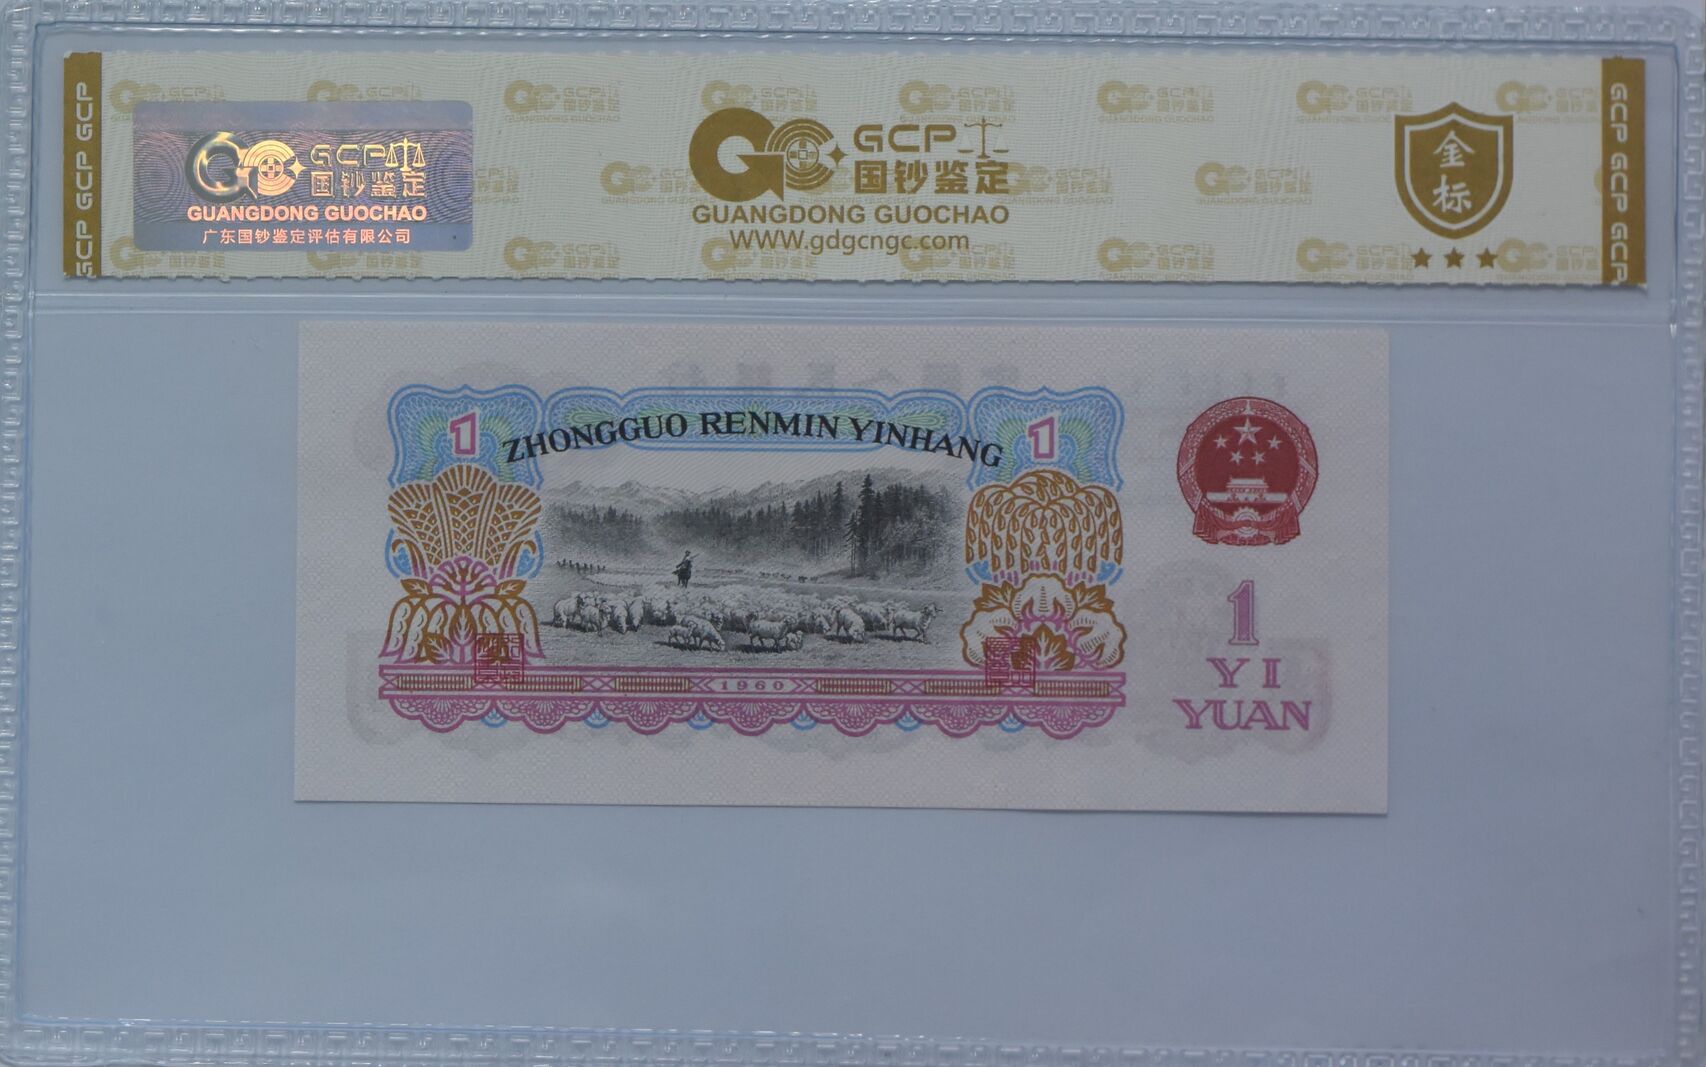 GCP GCP GCP
GCP
国钞鉴定
GUANGDONG GUOCHAO
广东国钞鉴定评估有限公司
GCP
国钞鉴定
GUANGDONG GUOCHAO
WWW.gdgcngc.com
金标
GCP GCP GCP
1
ZHONGGUO RENMIN YINHANG
1
1960
1
YI
YUAN